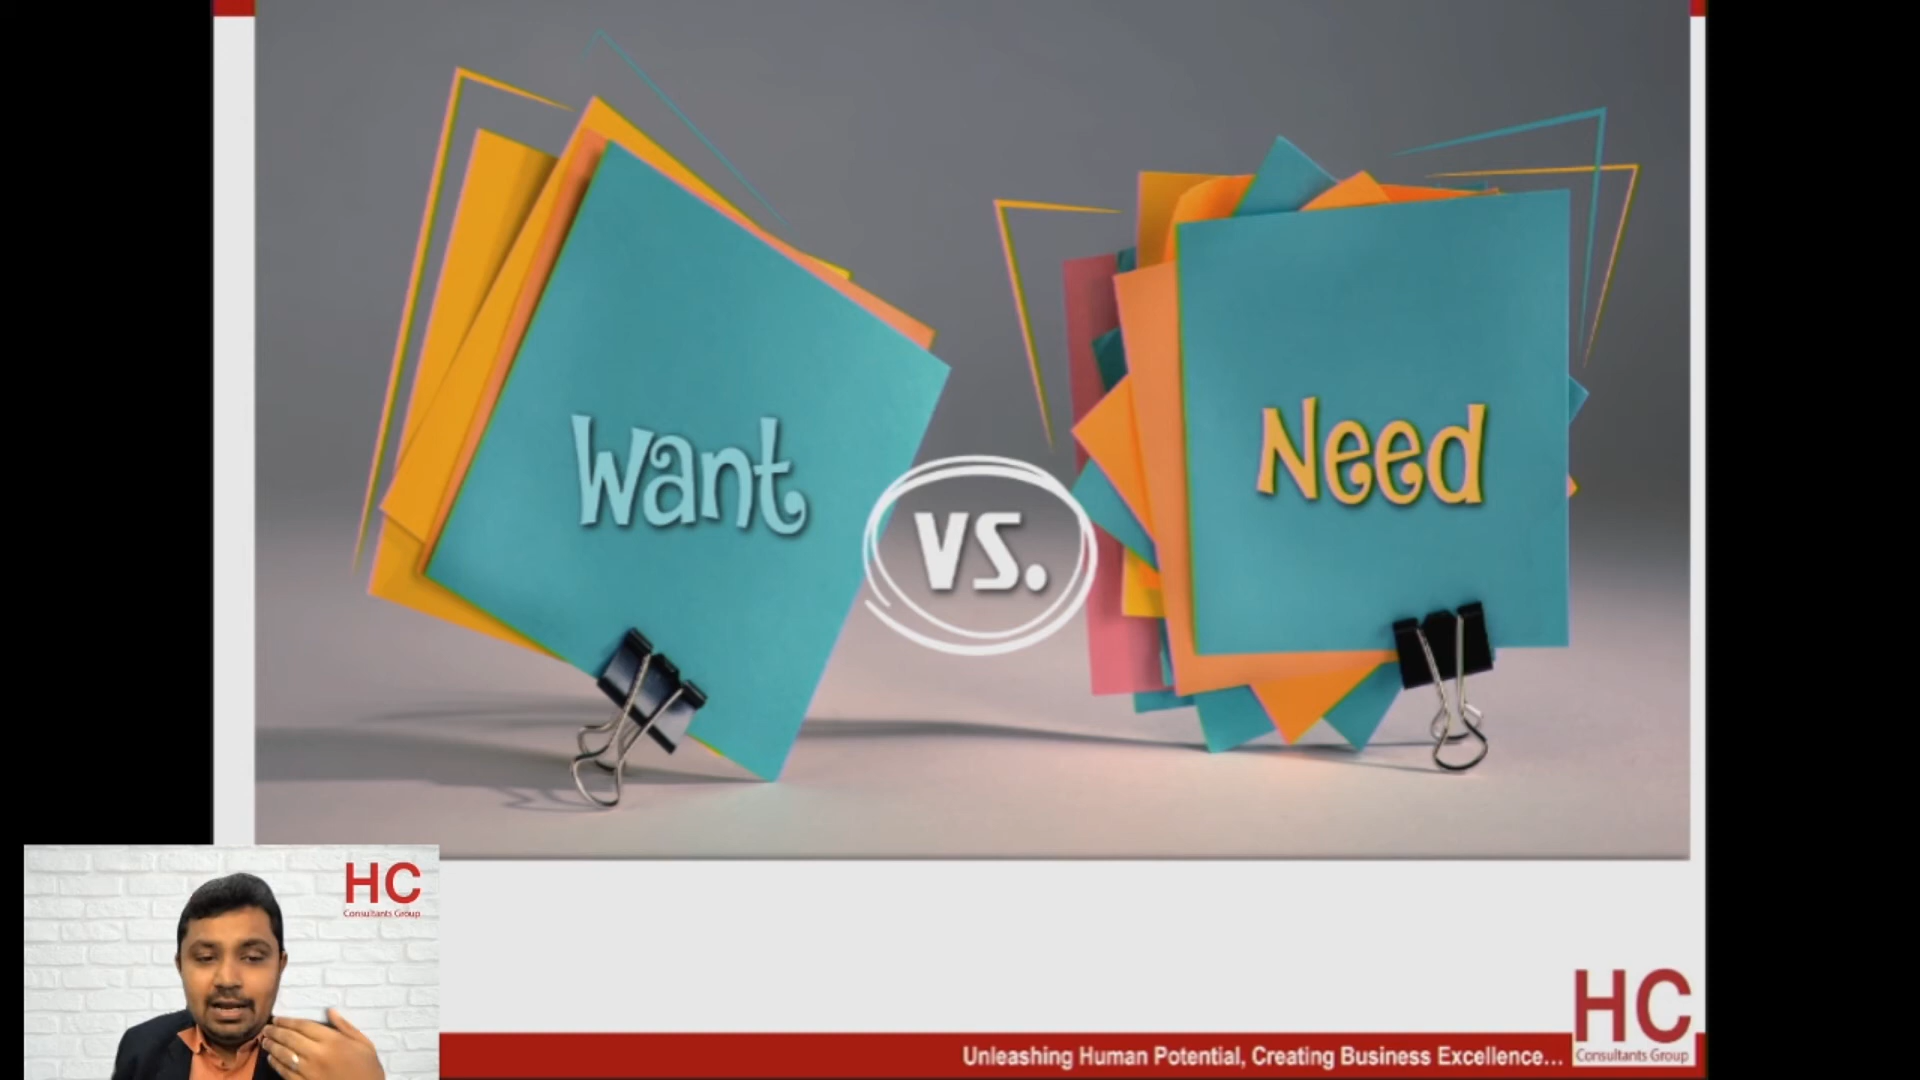 Want
VS.
Need
HC
Consultants Group
Unleashing Human Potential, Creating Business Excellence...
HC
Consultants Group